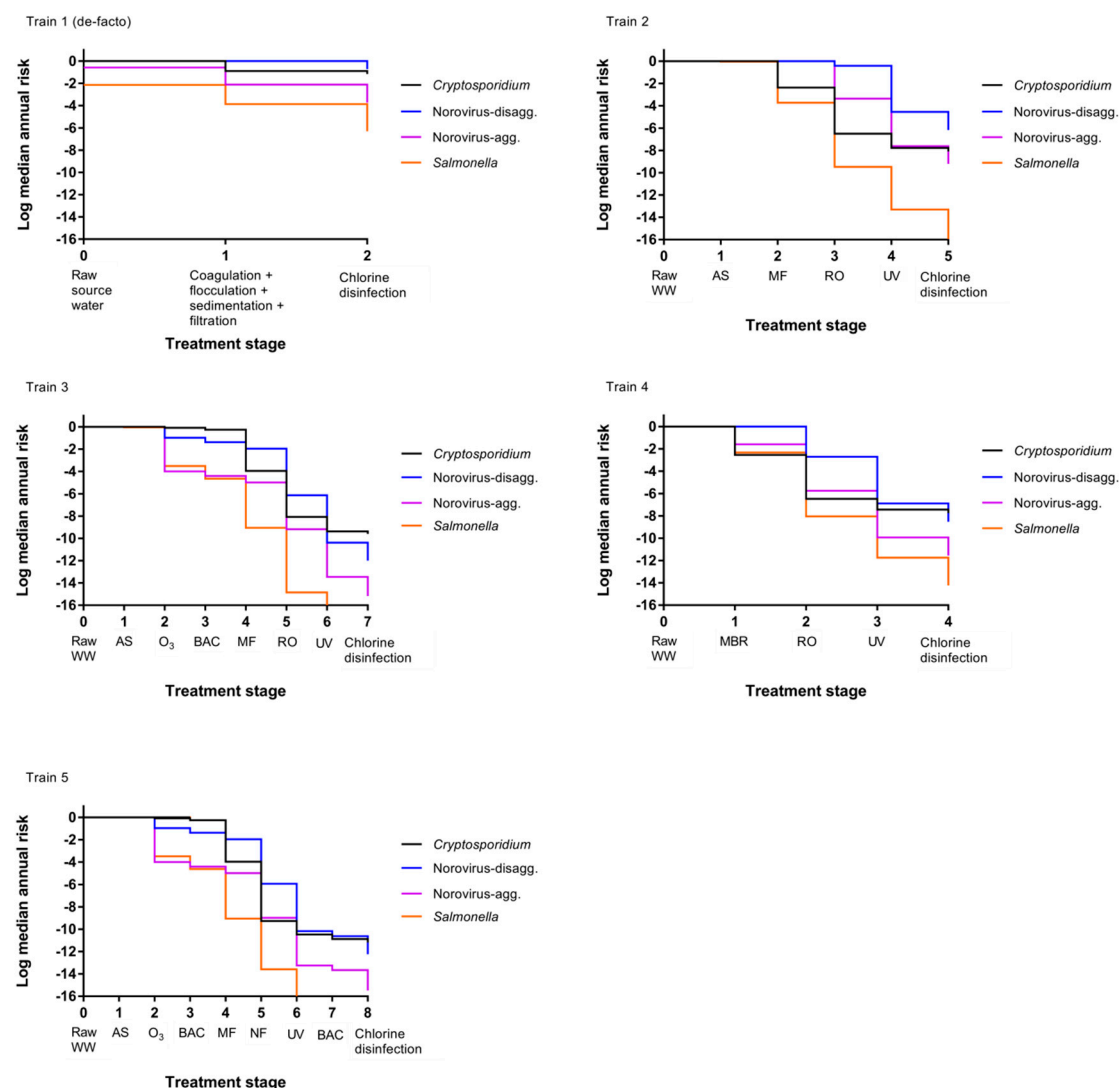 Train 1 (de-facto)
Log median annual risk
0
-2
-4
-6
-8
-10
-12
-14
-16
0 1 2
Raw source water
Coagulation + flocculation + sedimentation + filtration
Chlorine disinfection
Treatment stage
Cryptosporidium
Norovirus-disagg.
Norovirus-agg.
Salmonella
Train 2
Log median annual risk
0
-2
-4
-6
-8
-10
-12
-14
-16
0 1 2 3 4 5
Raw WW
AS
MF
RO
UV
Chlorine disinfection
Treatment stage
Cryptosporidium
Norovirus-disagg.
Norovirus-agg.
Salmonella
Train 3
Log median annual risk
0
-2
-4
-6
-8
-10
-12
-14
-16
0 1 2 3 4 5 6 7
Raw WW
AS
O3
BAC
MF
RO
UV
Chlorine disinfection
Treatment stage
Cryptosporidium
Norovirus-disagg.
Norovirus-agg.
Salmonella
Train 4
Log median annual risk
0
-2
-4
-6
-8
-10
-12
-14
-16
0 1 2 3 4
Raw WW
MBR
RO
UV
Chlorine disinfection
Treatment stage
Cryptosporidium
Norovirus-disagg.
Norovirus-agg.
Salmonella
Train 5
Log median annual risk
0
-2
-4
-6
-8
-10
-12
-14
-16
0 1 2 3 4 5 6 7 8
Raw WW
AS
O3
BAC
MF
NF
UV
BAC
Chlorine disinfection
Treatment stage
Cryptosporidium
Norovirus-disagg.
Norovirus-agg.
Salmonella